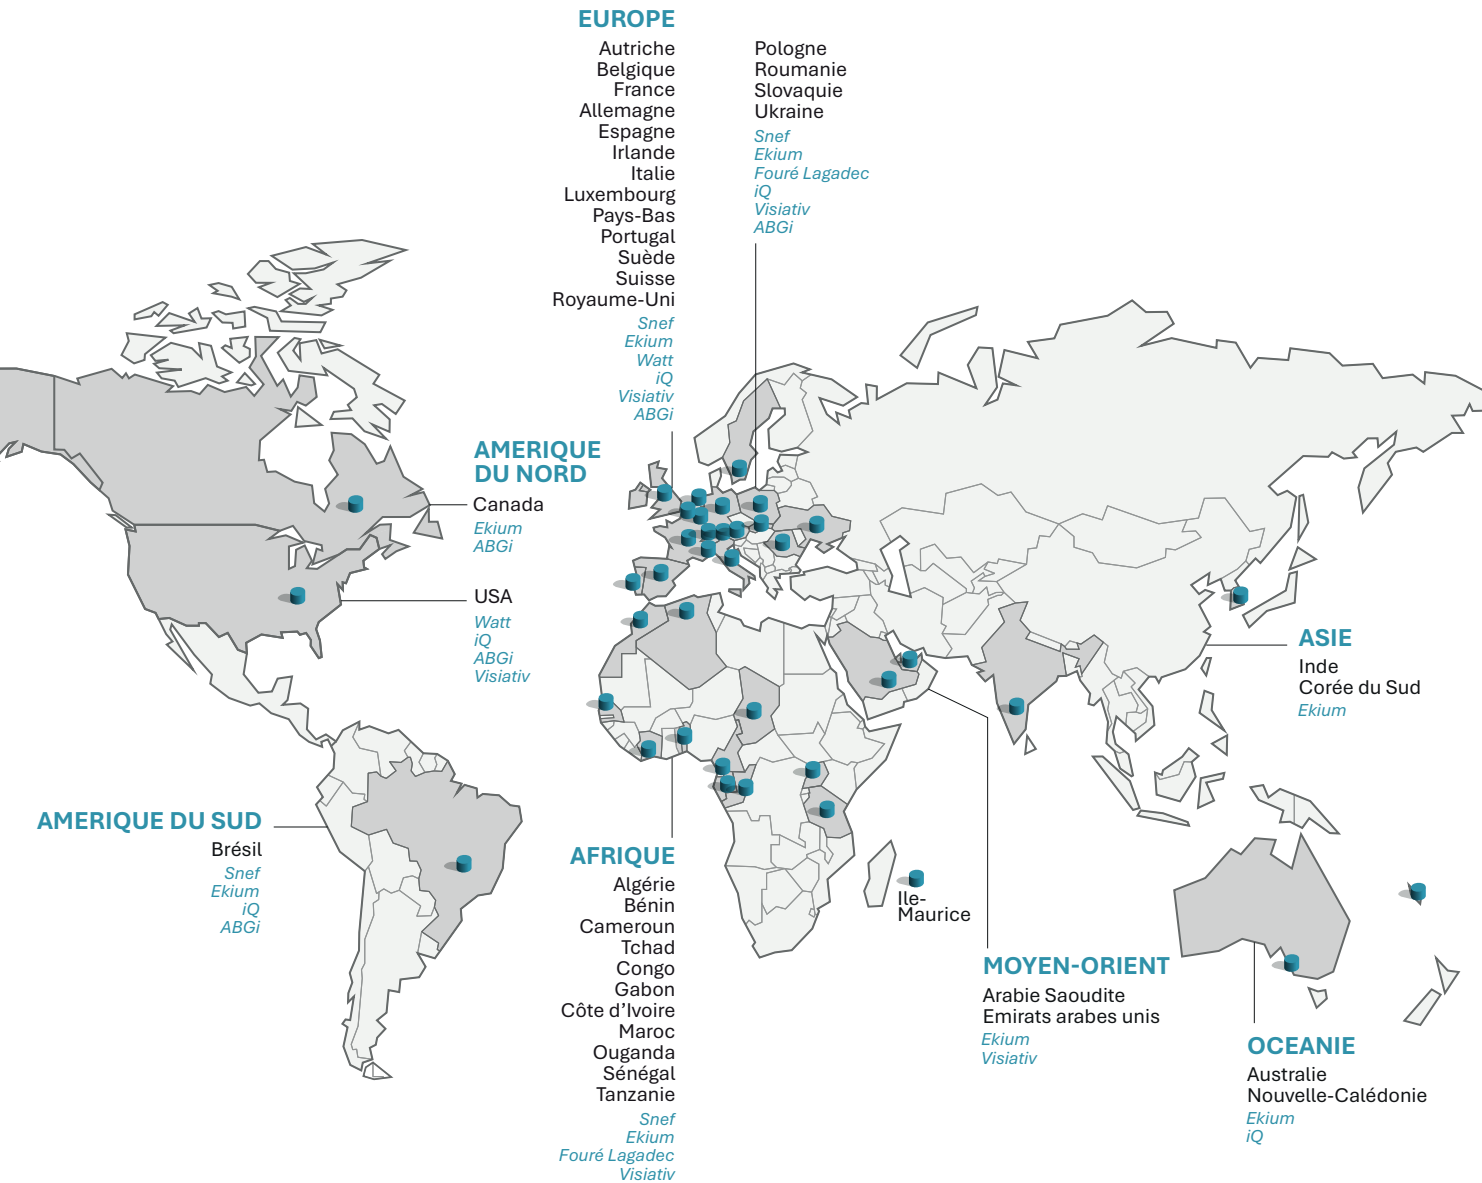 EUROPE
Autriche
Belgique
France
Allemagne
Espagne
Irlande
Italie
Luxembourg
Pays-Bas
Portugal
Suède
Suisse
Royaume-Uni
Snef
Ekium
Watt
iQ
Visiativ
ABGi
Pologne
Roumanie
Slovaquie
Ukraine
Snef
Ekium
Fouré Lagadec
iQ
Visiativ
ABGi
AMERIQUE
DU NORD
Canada
Ekium
ABGi
USA
Watt
iQ
ABGi
Visiativ
ASIE
Inde
Corée du Sud
Ekium
AMERIQUE DU SUD
Brésil
Snef
Ekium
iQ
ABGi
AFRIQUE
Algérie
Bénin
Cameroun
Tchad
Congo
Gabon
Côte d’Ivoire
Maroc
Ouganda
Sénégal
Tanzanie
Snef
Ekium
Fouré Lagadec
Visiativ
Ile-
Maurice
MOYEN-ORIENT
Arabie Saoudite
Emirats arabes unis
Ekium
Visiativ
OCEANIE
Australie
Nouvelle-Calédonie
Ekium
iQ